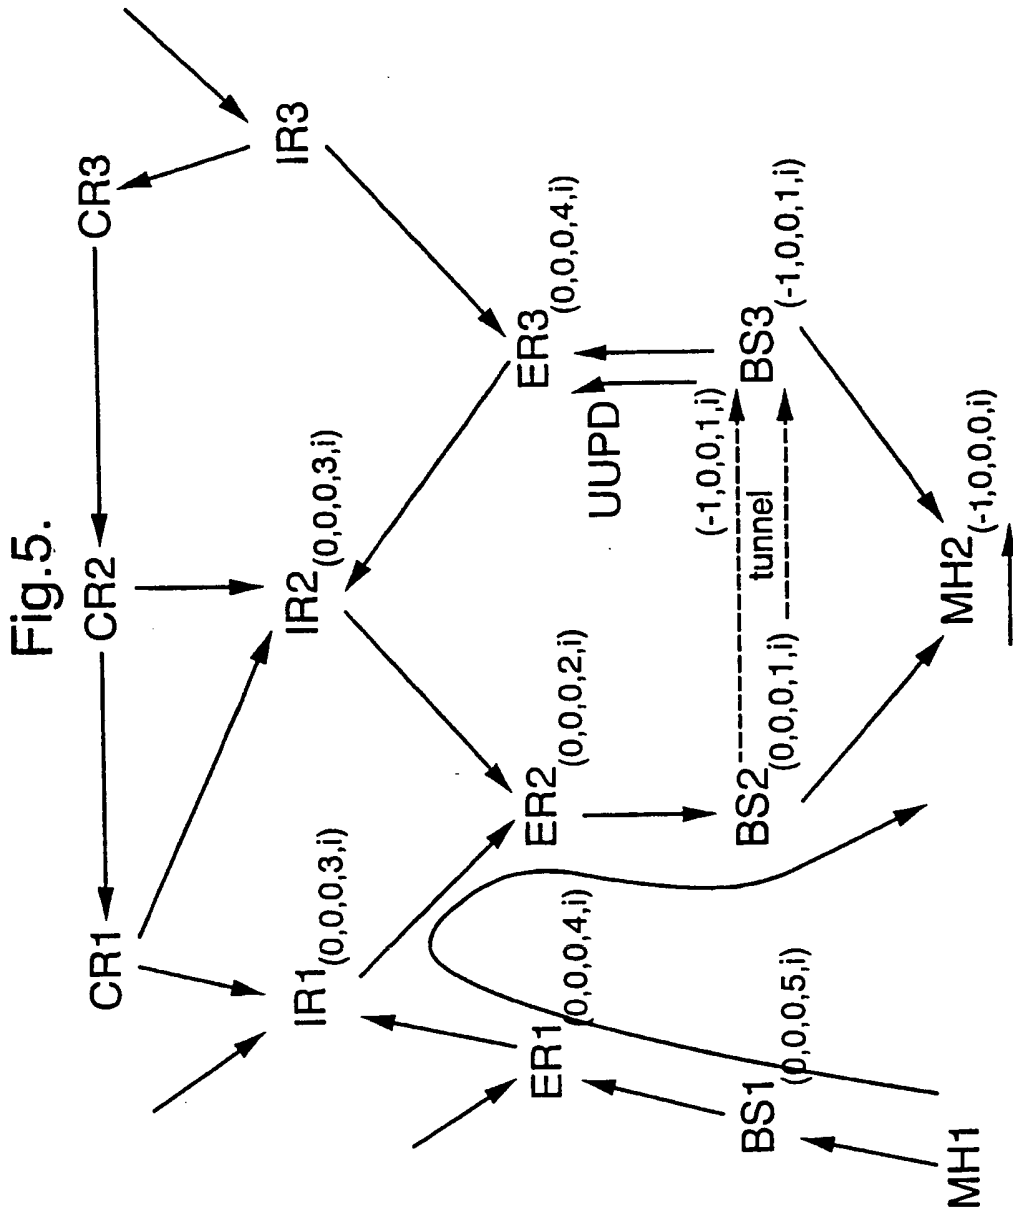 Fig.5.
CR1
CR2
CR3
IR1(0,0,0,3,i)
IR2(0,0,0,3,i)
IR3
ER1(0,0,0,4,i)
ER2(0,0,0,2,i)
ER3(0,0,0,4,i)
UUPD
BS1(0,0,0,5,i)
BS2(0,0,0,1,i)
(-1,0,0,1,i)
tunnel
BS3(-1,0,0,1,i)
MH1
MH2(-1,0,0,0,i)